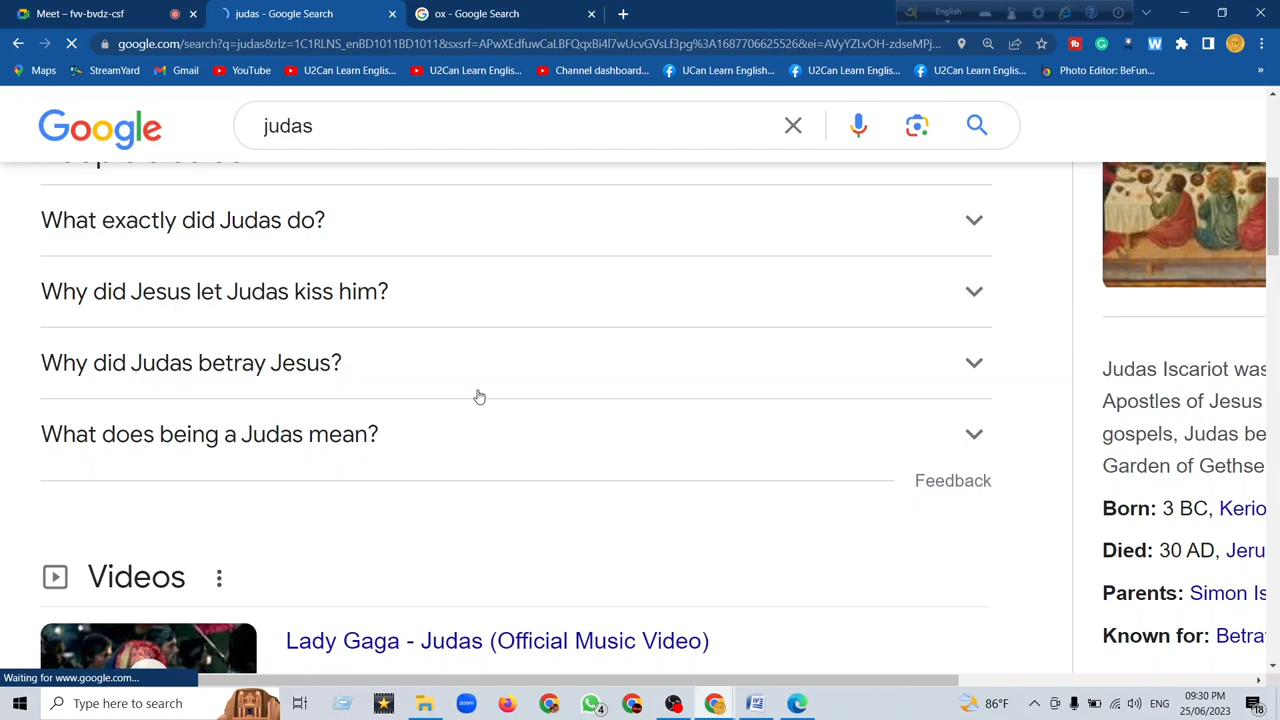 Meet – fvv-bvdz-csf
judas - Google Search
ox - Google Search
English
google.com/search?q=judas&rlz=1C1RLNS_enBD1011BD1011&sxsrf=APwXEdfuwCaLBFQqxBi4l7wUcvGVsLf3pg%3A1687706625526&ei=AVyYZLvOH-zdseMPj...
Maps
StreamYard
Gmail
YouTube
U2Can Learn Englis...
U2Can Learn Englis...
Channel dashboard...
UCan Learn English...
U2Can Learn Englis...
U2Can Learn Englis...
Photo Editor: BeFun...
Google
judas
What exactly did Judas do?
Why did Jesus let Judas kiss him?
Why did Judas betray Jesus?
What does being a Judas mean?
Feedback
Videos
Lady Gaga - Judas (Official Music Video)
Judas Iscariot was
Apostles of Jesus
gospels, Judas be
Garden of Gethse
Born: 3 BC, Kerio
Died: 30 AD, Jeru
Parents: Simon Is
Known for: Betra
Waiting for www.google.com...
Type here to search
zoom
4
86°F
ENG
09:30 PM
25/06/2023
18